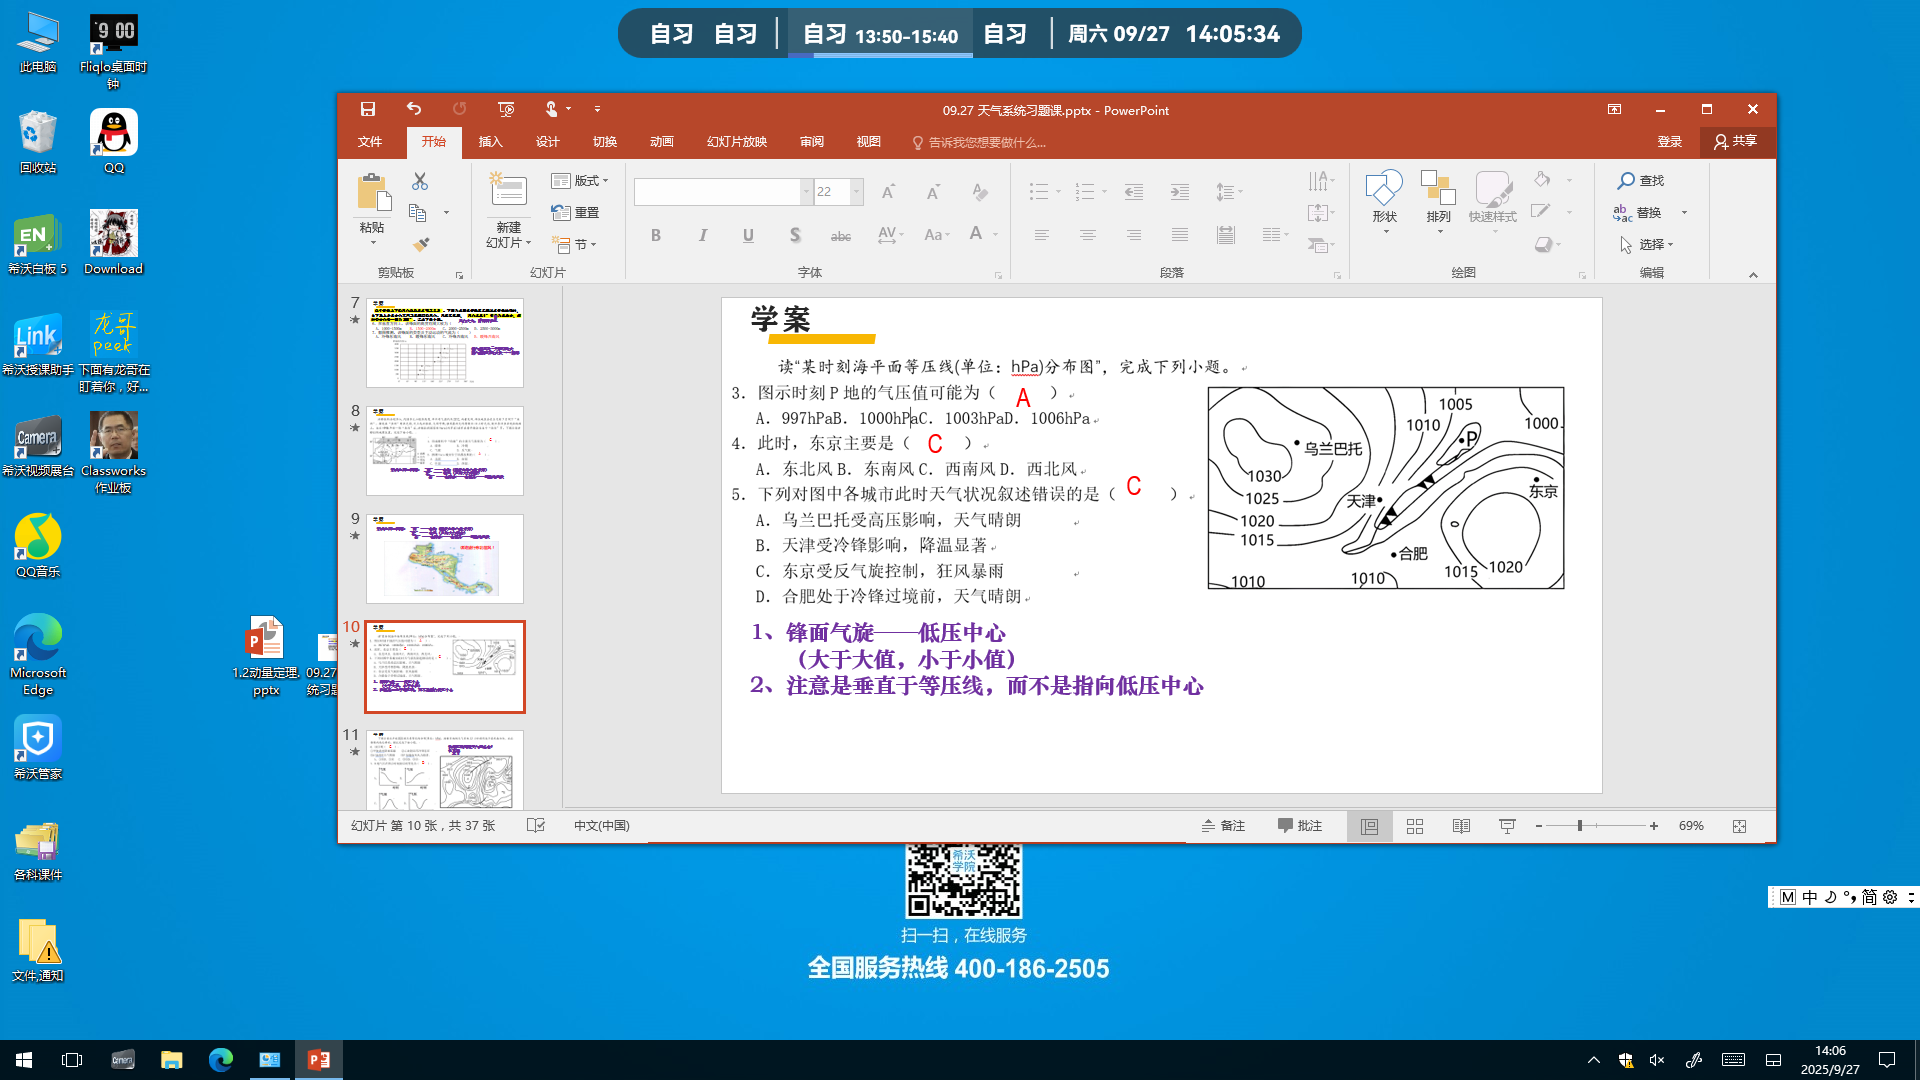 自习 自习 自习 13:50-15:40 自习 周六 09/27 14:05:34
此电脑
Fliqlo桌面时钟
回收站
QQ
希沃白板 5
Download
希沃授课助手
下面有龙哥在盯着你，好...
希沃视频展台
Classworks作业板
QQ音乐
Microsoft Edge
希沃管家
各科课件
文件,通知
1.2动量定理.pptx
09.27
09.27 天气系统习题课.pptx - PowerPoint
文件 开始 插入 设计 切换 动画 幻灯片放映 审阅 视图 告诉我您想要做什么... 登录 共享
粘贴
剪贴板
新建幻灯片
版式
重置
节
幻灯片
22
字体
段落
形状
排列
快速样式
绘图
查找
替换
选择
编辑
7
8
9
10
11
学案
读“某时刻海平面等压线(单位：hPa)分布图”，完成下列小题。
3. 图示时刻 P 地的气压值可能为（ A ）
A. 997hPaB. 1000hPaC. 1003hPaD. 1006hPa
4. 此时，东京主要是（ C ）
A. 东北风 B. 东南风 C. 西南风 D. 西北风
5. 下列对图中各城市此时天气状况叙述错误的是（ C ）
A. 乌兰巴托受高压影响，天气晴朗
B. 天津受冷锋影响，降温显著
C. 东京受反气旋控制，狂风暴雨
D. 合肥处于冷锋过境前，天气晴朗
1、锋面气旋——低压中心
（大于大值，小于小值）
2、注意是垂直于等压线，而不是指向低压中心
1005
1010
1000
P
乌兰巴托
1030
1025
天津
东京
1020
1015
合肥
1015
1020
1010
1010
幻灯片 第 10 张，共 37 张 中文(中国) 备注 批注 69%
希沃学院
扫一扫，在线服务
全国服务热线 400-186-2505
M 中 简
14:06
2025/9/27